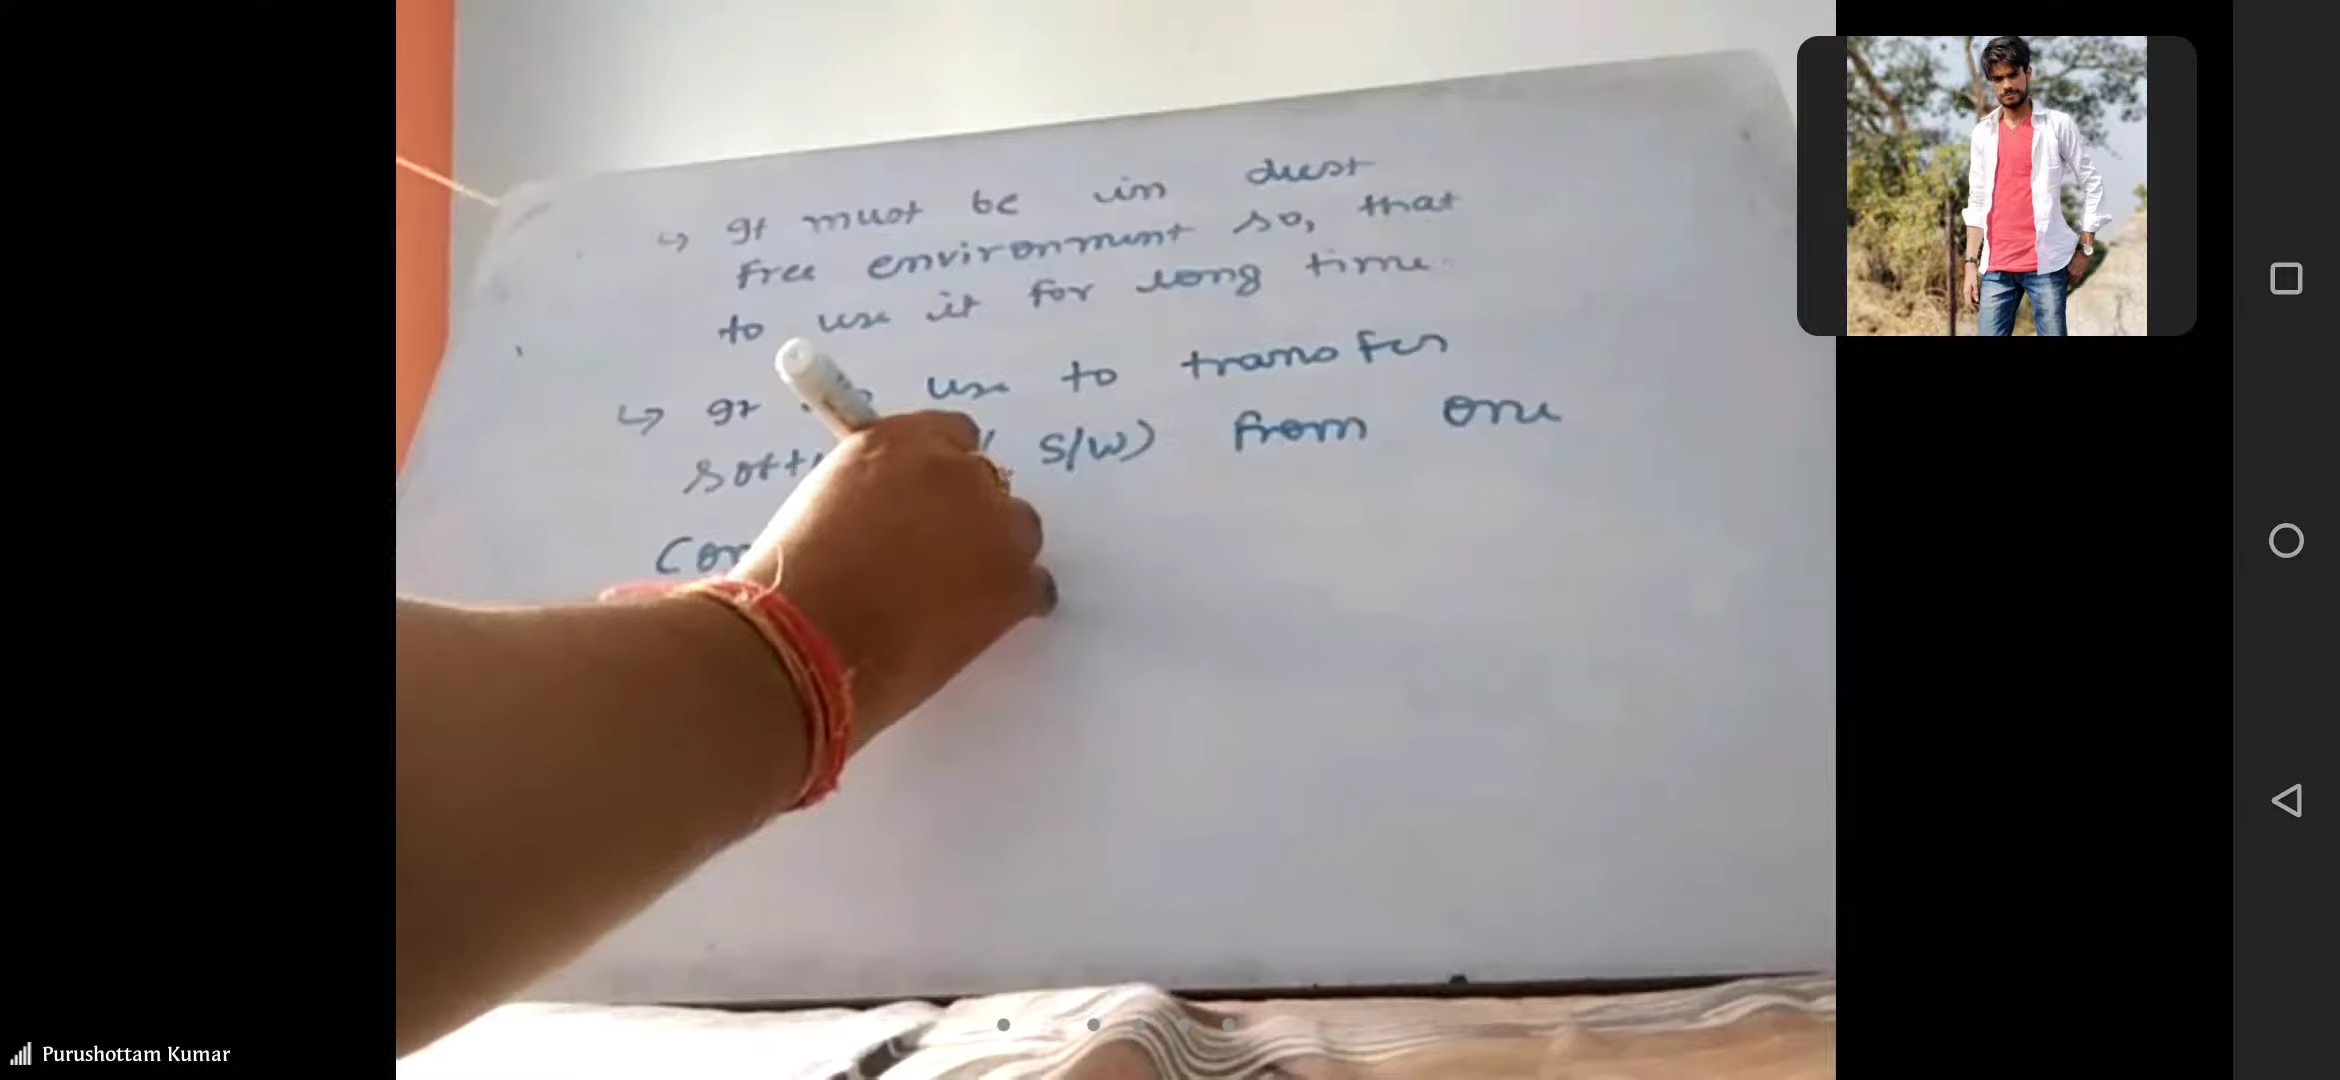 ↳ It must be in dust
free environment so, that
to use it for long time.
↳ It use to transfer
S/W) from one
Purushottam Kumar